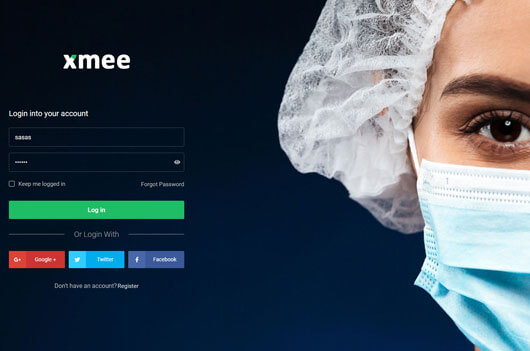 xmee
Login into your account
sasas
••••••
Keep me logged in Forgot Password
Log in
Or Login With
G+ Google + Twitter f Facebook
Don't have an account? Register